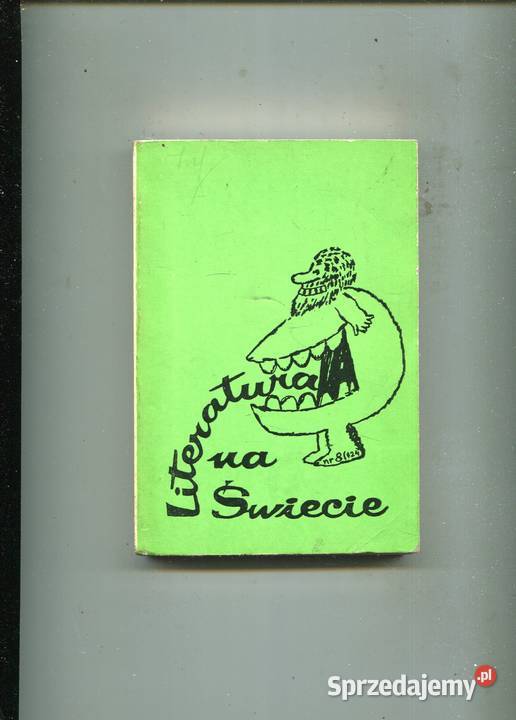 Literatura
na
Świecie
nr 8 (124)
Sprzedajemy.pl